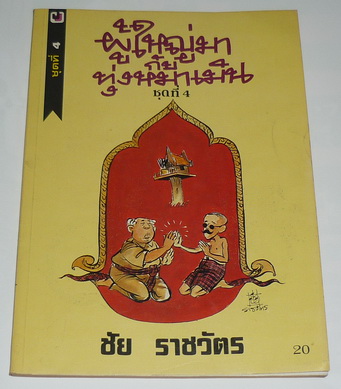 ชุดที่ 4
ผู้ใหญ่มา
กับ
ทุ่งหมาเมิน
ชุดที่ 4
ชัย ราชวัตร
20